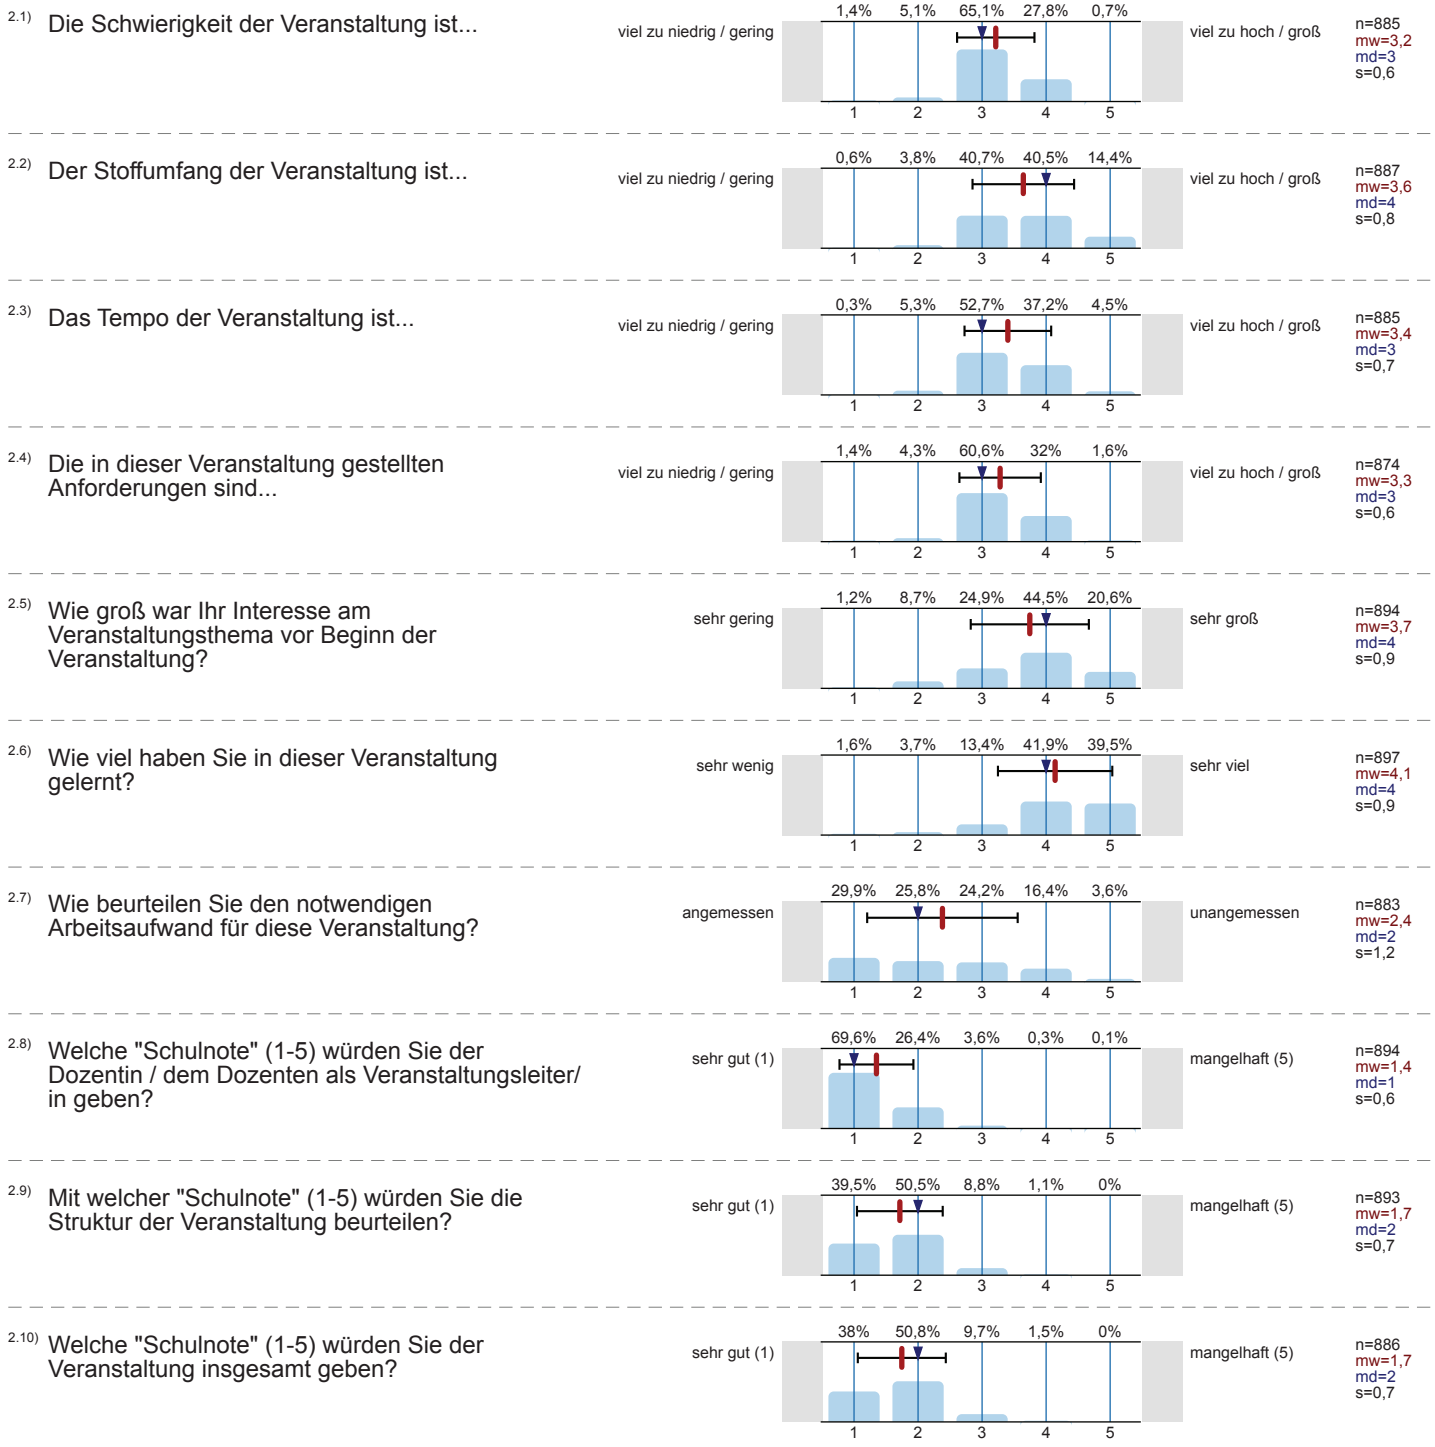 2.1) Die Schwierigkeit der Veranstaltung ist...
viel zu niedrig / gering
1,4% 5,1% 65,1% 27,8% 0,7%
1 2 3 4 5
viel zu hoch / groß
n=885
mw=3,2
md=3
s=0,6
2.2) Der Stoffumfang der Veranstaltung ist...
viel zu niedrig / gering
0,6% 3,8% 40,7% 40,5% 14,4%
1 2 3 4 5
viel zu hoch / groß
n=887
mw=3,6
md=4
s=0,8
2.3) Das Tempo der Veranstaltung ist...
viel zu niedrig / gering
0,3% 5,3% 52,7% 37,2% 4,5%
1 2 3 4 5
viel zu hoch / groß
n=885
mw=3,4
md=3
s=0,7
2.4) Die in dieser Veranstaltung gestellten
Anforderungen sind...
viel zu niedrig / gering
1,4% 4,3% 60,6% 32% 1,6%
1 2 3 4 5
viel zu hoch / groß
n=874
mw=3,3
md=3
s=0,6
2.5) Wie groß war Ihr Interesse am
Veranstaltungsthema vor Beginn der
Veranstaltung?
sehr gering
1,2% 8,7% 24,9% 44,5% 20,6%
1 2 3 4 5
sehr groß
n=894
mw=3,7
md=4
s=0,9
2.6) Wie viel haben Sie in dieser Veranstaltung
gelernt?
sehr wenig
1,6% 3,7% 13,4% 41,9% 39,5%
1 2 3 4 5
sehr viel
n=897
mw=4,1
md=4
s=0,9
2.7) Wie beurteilen Sie den notwendigen
Arbeitsaufwand für diese Veranstaltung?
angemessen
29,9% 25,8% 24,2% 16,4% 3,6%
1 2 3 4 5
unangemessen
n=883
mw=2,4
md=2
s=1,2
2.8) Welche "Schulnote" (1-5) würden Sie der
Dozentin / dem Dozenten als Veranstaltungsleiter/
in geben?
sehr gut (1)
69,6% 26,4% 3,6% 0,3% 0,1%
1 2 3 4 5
mangelhaft (5)
n=894
mw=1,4
md=1
s=0,6
2.9) Mit welcher "Schulnote" (1-5) würden Sie die
Struktur der Veranstaltung beurteilen?
sehr gut (1)
39,5% 50,5% 8,8% 1,1% 0%
1 2 3 4 5
mangelhaft (5)
n=893
mw=1,7
md=2
s=0,7
2.10) Welche "Schulnote" (1-5) würden Sie der
Veranstaltung insgesamt geben?
sehr gut (1)
38% 50,8% 9,7% 1,5% 0%
1 2 3 4 5
mangelhaft (5)
n=886
mw=1,7
md=2
s=0,7